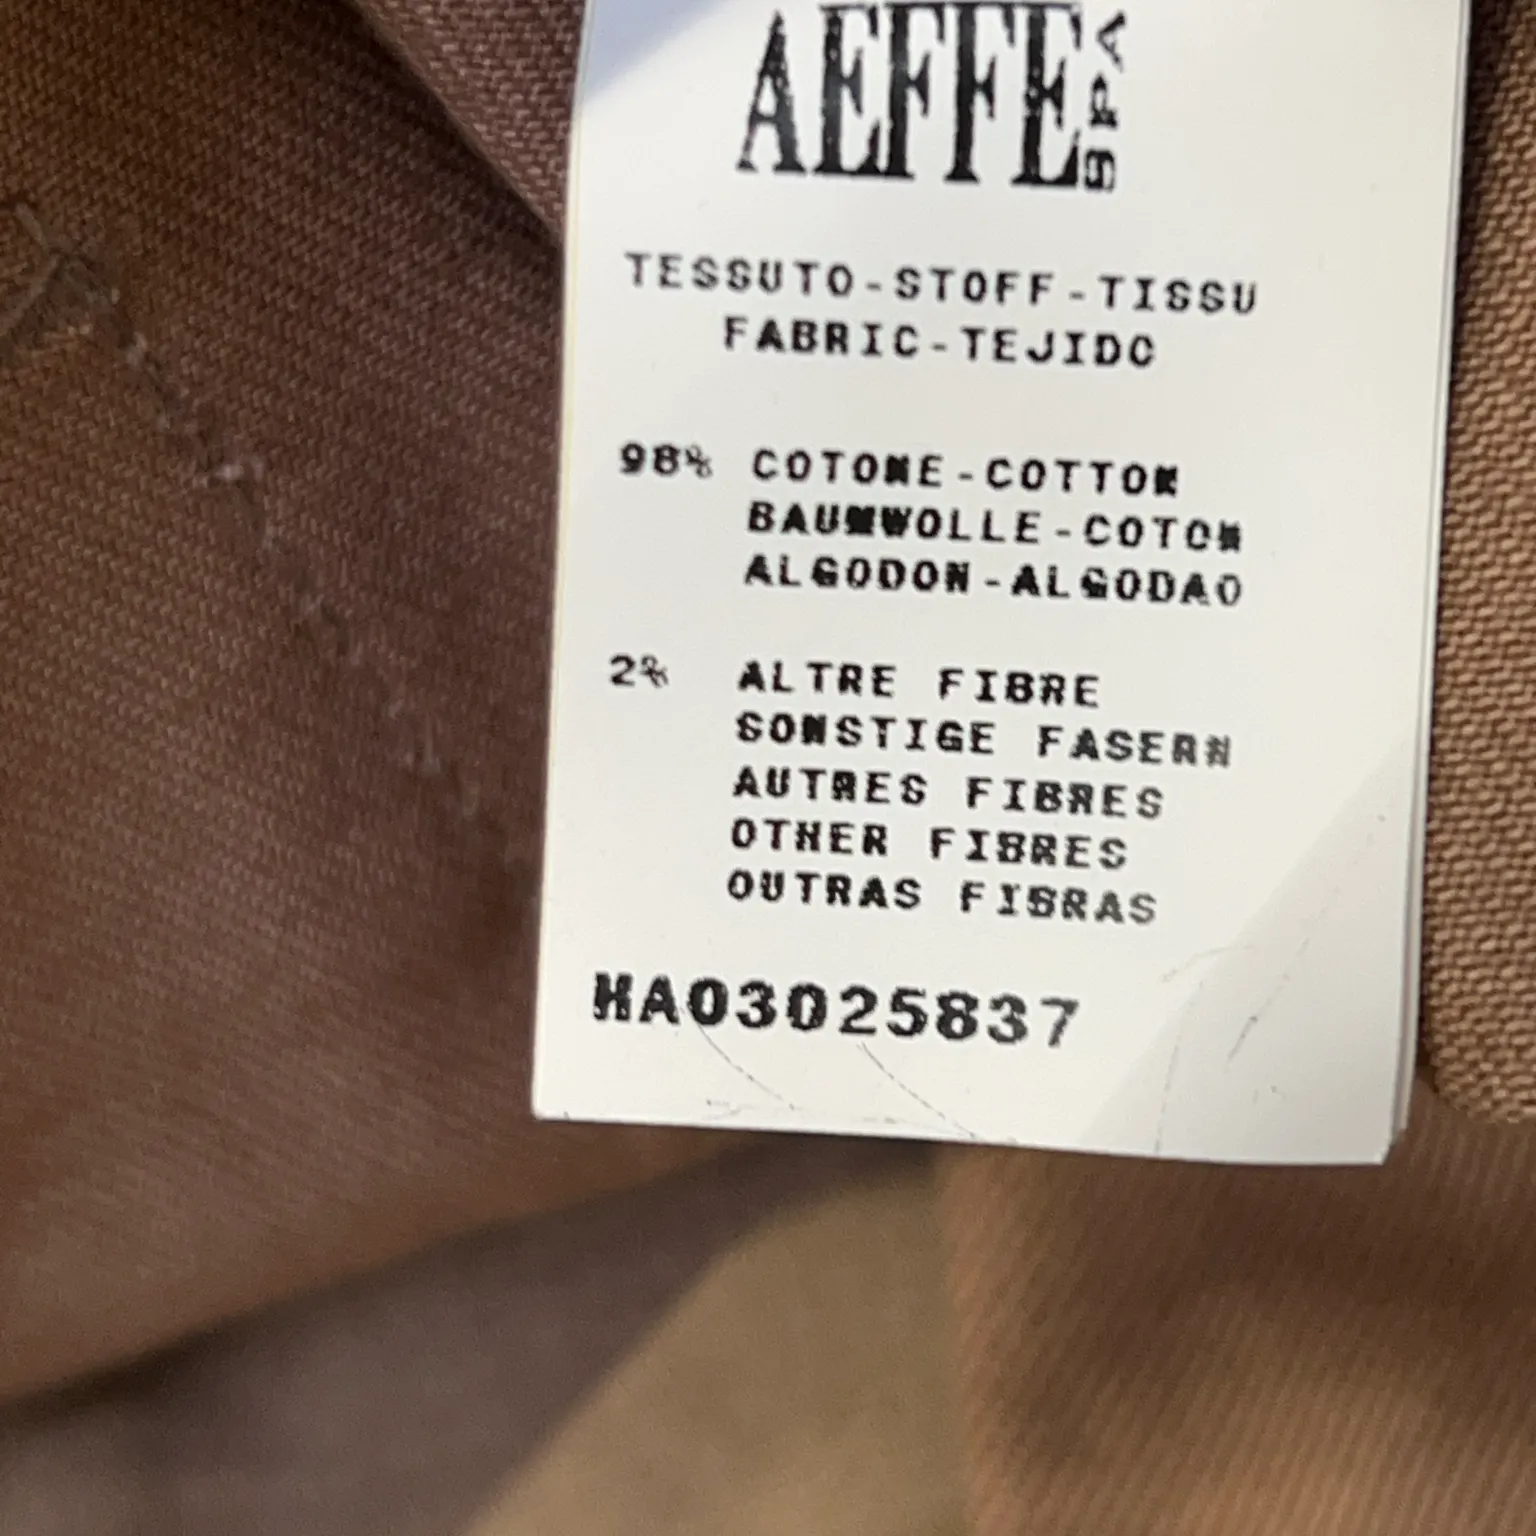 AEFFE SPA
TESSUTO-STOFF-TISSU
FABRIC-TEJIDO
98% COTONE-COTTON
BAUMWOLLE-COTON
ALGODON-ALGODAO
2% ALTRE FIBRE
SONSTIGE FASERN
AUTRES FIBRES
OTHER FIBRES
OUTRAS FIBRAS
HA03025837